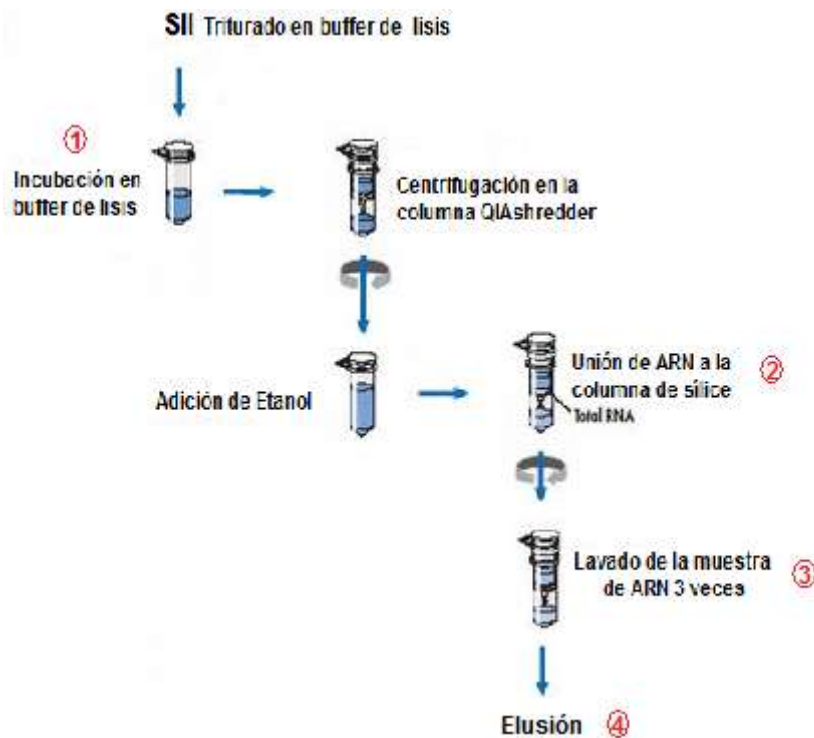 SII Triturado en buffer de lisis
①
Incubación en
buffer de lisis
Centrifugación en la
columna QIAshredder
Adición de Etanol
Unión de ARN a la
columna de sílice
②
Total RNA
Lavado de la muestra
de ARN 3 veces
③
Elusión ④